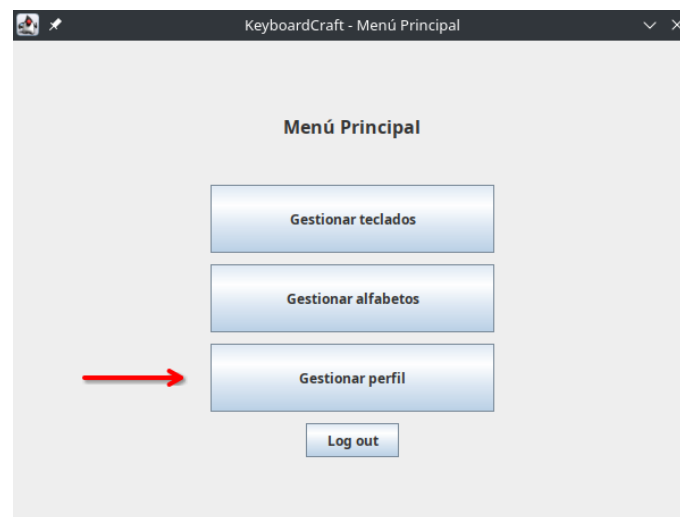 KeyboardCraft - Menú Principal
Menú Principal
Gestionar teclados
Gestionar alfabetos
Gestionar perfil
Log out